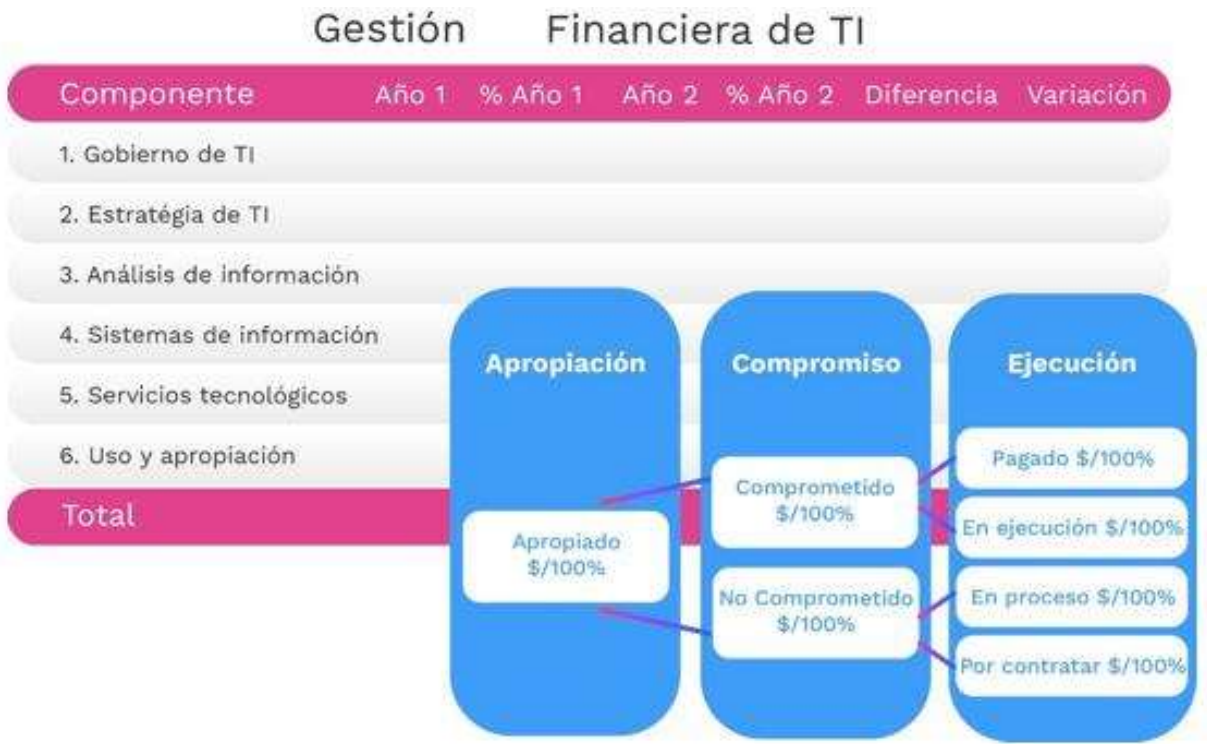 Gestión Financiera de TI
Componente Año 1 % Año 1 Año 2 % Año 2 Diferencia Variación
1. Gobierno de TI
2. Estratégia de TI
3. Análisis de información
4. Sistemas de información
5. Servicios tecnológicos
6. Uso y apropiación
Total
Apropiación
Apropiado
$/100%
Compromiso
Comprometido
$/100%
No Comprometido
$/100%
Ejecución
Pagado $/100%
En ejecución $/100%
En proceso $/100%
Por contratar $/100%